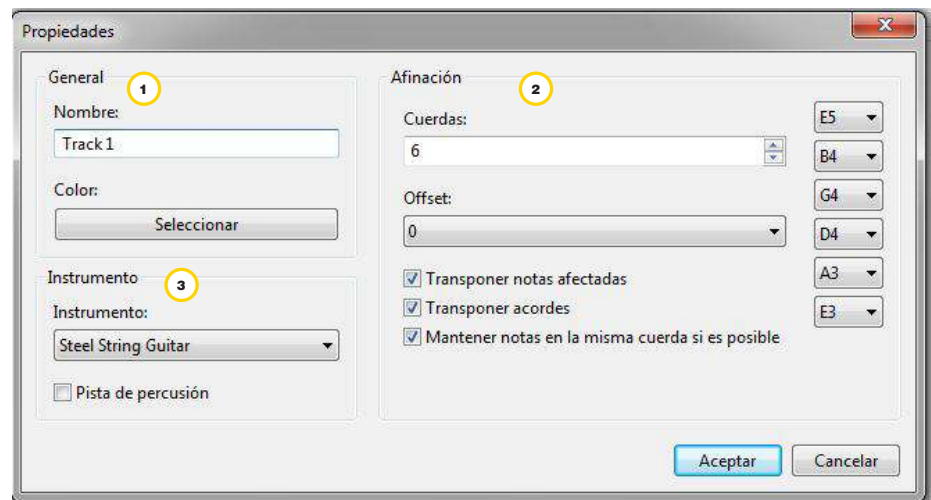 Propiedades
General
1
Nombre:
Track 1
Color:
Seleccionar
Instrumento
3
Instrumento:
Steel String Guitar
Pista de percusión
Afinación
2
Cuerdas:
6
Offset:
0
Transponer notas afectadas
Transponer acordes
Mantener notas en la misma cuerda si es posible
E5
B4
G4
D4
A3
E3
Aceptar
Cancelar